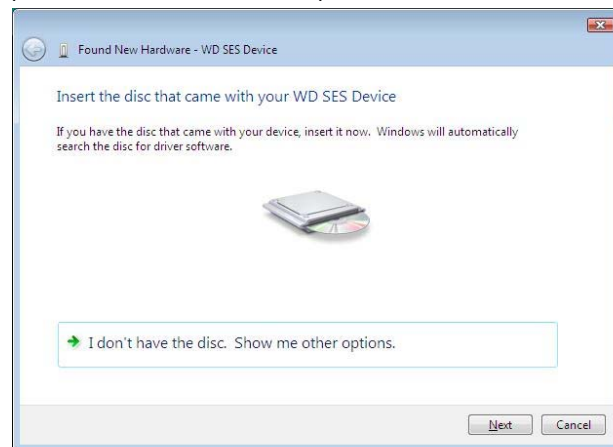 Found New Hardware - WD SES Device
Insert the disc that came with your WD SES Device
If you have the disc that came with your device, insert it now.  Windows will automatically
search the disc for driver software.
I don't have the disc.  Show me other options.
Next
Cancel